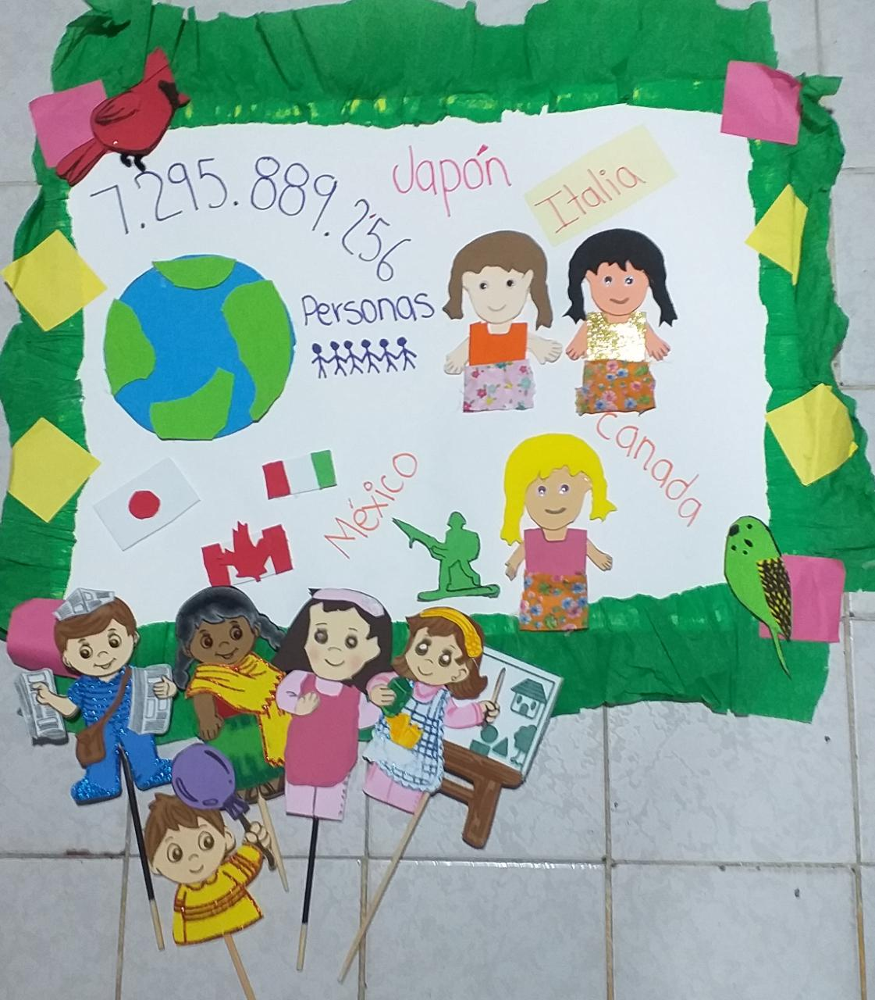 7.295.889.256
Personas
Japón
Italia
México
Canada